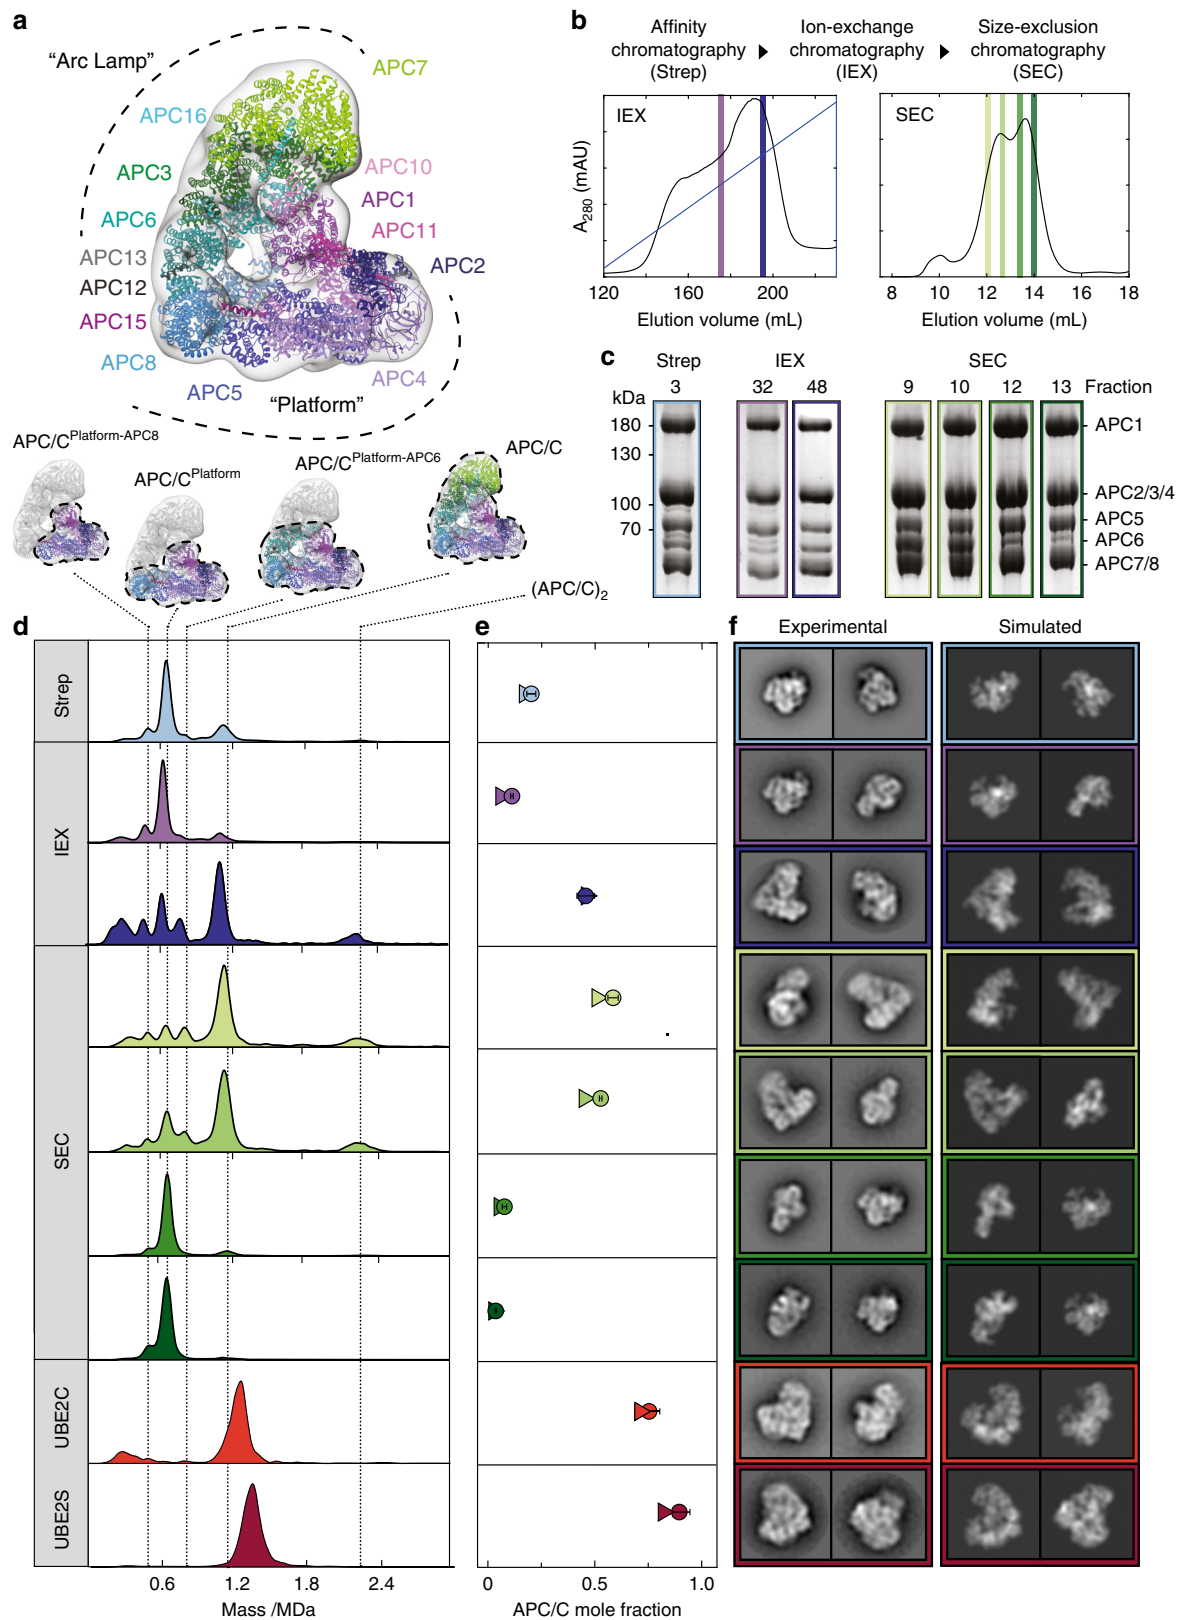 a
"Arc Lamp"
APC7
APC16
APC3
APC10
APC1
APC6
APC11
APC13
APC2
APC12
APC15
APC8
APC5
APC4
"Platform"
APC/C^Platform-APC8
APC/C^Platform
APC/C^Platform-APC6
APC/C
(APC/C)₂
b
Affinity chromatography (Strep)
Ion-exchange chromatography (IEX)
Size-exclusion chromatography (SEC)
IEX
A₂₈₀ (mAU)
120 160 200
Elution volume (mL)
SEC
8 10 12 14 16 18
Elution volume (mL)
c
Strep IEX SEC
kDa 3 32 48 9 10 12 13 Fraction
180
130
100
70
APC1
APC2/3/4
APC5
APC6
APC7/8
d
Strep
IEX
SEC
UBE2C
UBE2S
0.6 1.2 1.8 2.4
Mass /MDa
e
0 0.5 1.0
APC/C mole fraction
f
Experimental Simulated